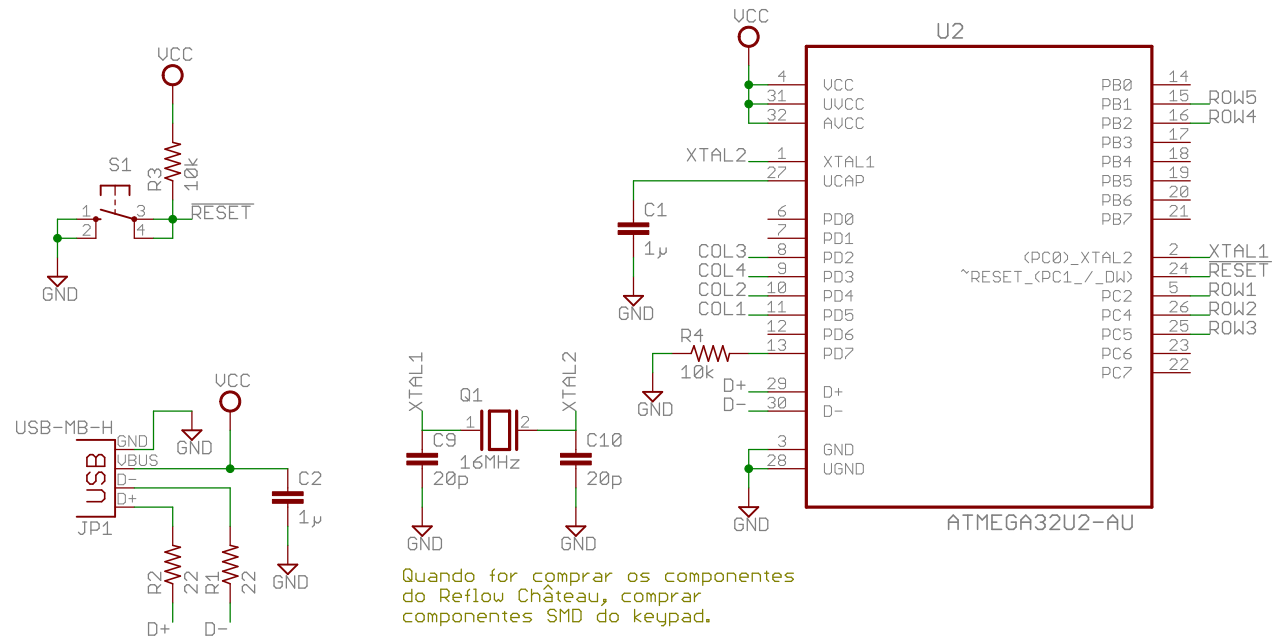 VCC
R3
10k
S1
1
2
3
4
RESET
GND
VCC
USB-MB-H
GND
VBUS
D-
D+
USB
JP1
GND
C2
1µ
GND
R2
22
R1
22
D+
D-
XTAL1
Q1
1
2
16MHz
XTAL2
C9
20p
C10
20p
GND
GND
Quando for comprar os componentes
do Reflow Château, comprar
componentes SMD do keypad.
VCC
U2
4
VCC
31
UVCC
32
AVCC
XTAL2
1
XTAL1
27
UCAP
C1
1µ
GND
6
PD0
7
PD1
COL3
8
PD2
COL4
9
PD3
COL2
10
PD4
COL1
11
PD5
12
PD6
R4
10k
13
PD7
GND
D+
29
D+
D-
30
D-
3
GND
28
UGND
GND
PB0
14
PB1
15
ROW5
PB2
16
ROW4
PB3
17
PB4
18
PB5
19
PB6
20
PB7
21
(PC0)_XTAL2
2
XTAL1
~RESET_(PC1_/_DW)
24
RESET
PC2
5
ROW1
PC4
26
ROW2
PC5
25
ROW3
PC6
23
PC7
22
ATMEGA32U2-AU